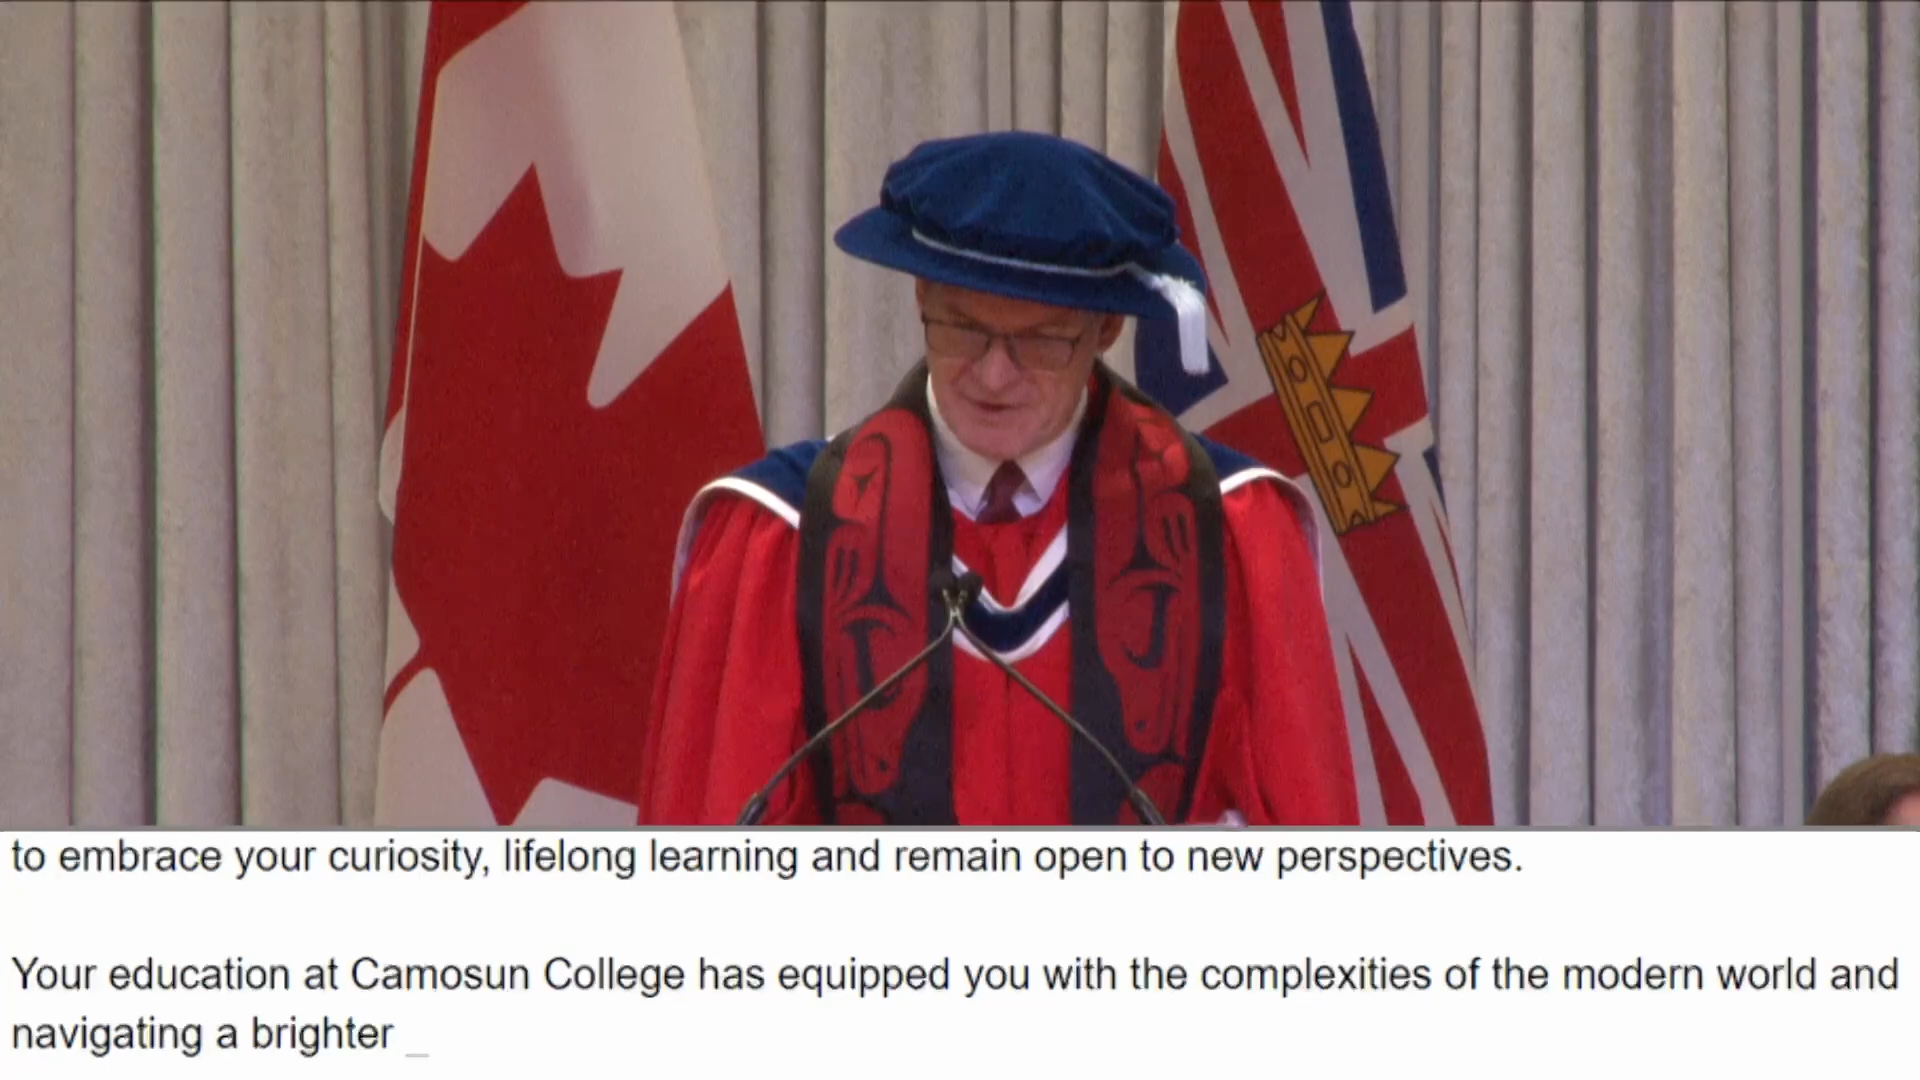 to embrace your curiosity, lifelong learning and remain open to new perspectives.
Your education at Camosun College has equipped you with the complexities of the modern world and
navigating a brighter _